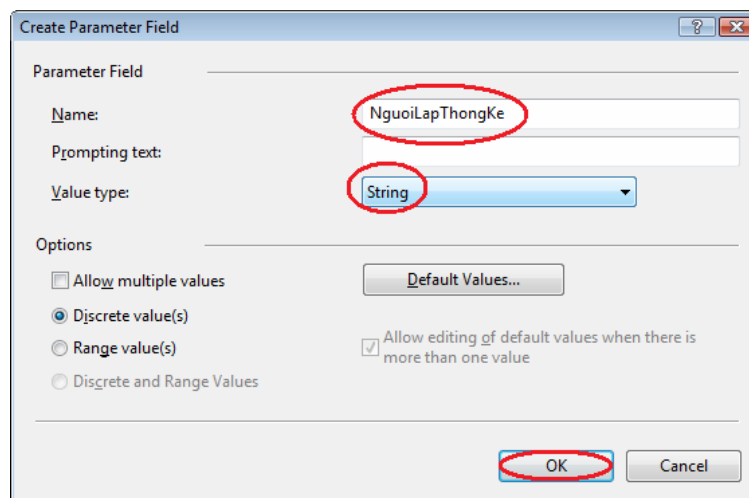 Create Parameter Field
Parameter Field
Name: NguoiLapThongKe
Prompting text:
Value type: String
Options
Allow multiple values Default Values...
Discrete value(s)
Range value(s) Allow editing of default values when there is
more than one value
Discrete and Range Values
OK Cancel